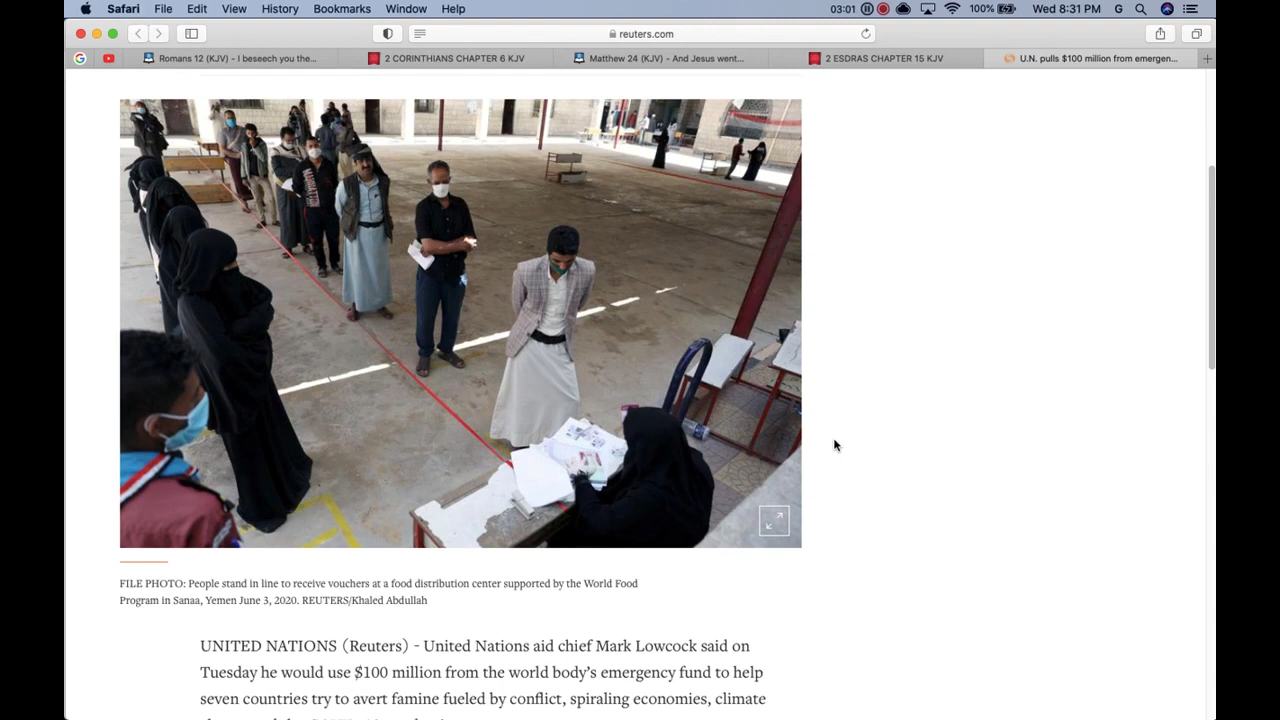 Safari File Edit View History Bookmarks Window Help 03:01 100% Wed 8:31 PM G
reuters.com
Romans 12 (KJV) - I beseech you the... 2 CORINTHIANS CHAPTER 6 KJV Matthew 24 (KJV) - And Jesus went... 2 ESDRAS CHAPTER 15 KJV U.N. pulls $100 million from emergen...
FILE PHOTO: People stand in line to receive vouchers at a food distribution center supported by the World Food
Program in Sanaa, Yemen June 3, 2020. REUTERS/Khaled Abdullah
UNITED NATIONS (Reuters) - United Nations aid chief Mark Lowcock said on
Tuesday he would use $100 million from the world body's emergency fund to help
seven countries try to avert famine fueled by conflict, spiraling economies, climate